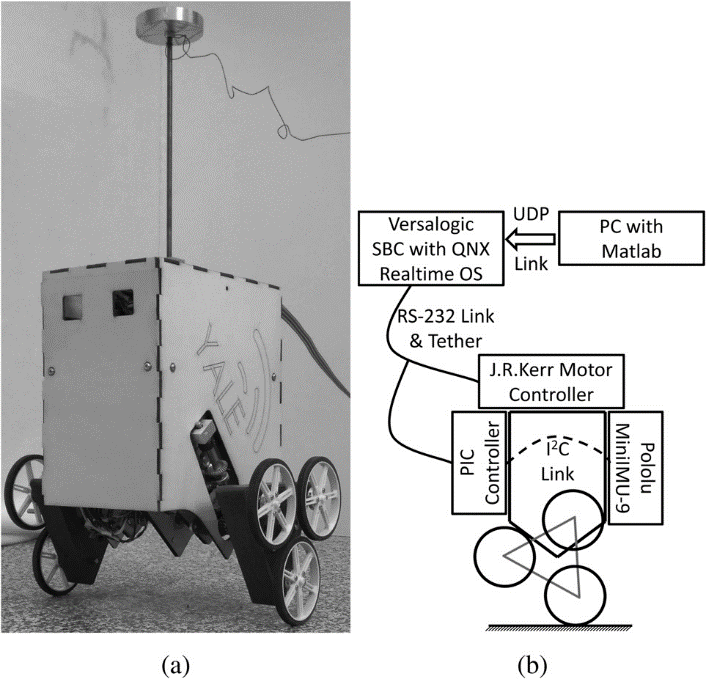 YALE
UDP
Link
Versalogic
SBC with QNX
Realtime OS
PC with
Matlab
RS-232 Link
& Tether
J.R.Kerr Motor
Controller
PIC
Controller
I²C
Link
Pololu
MiniIMU-9
(a)
(b)